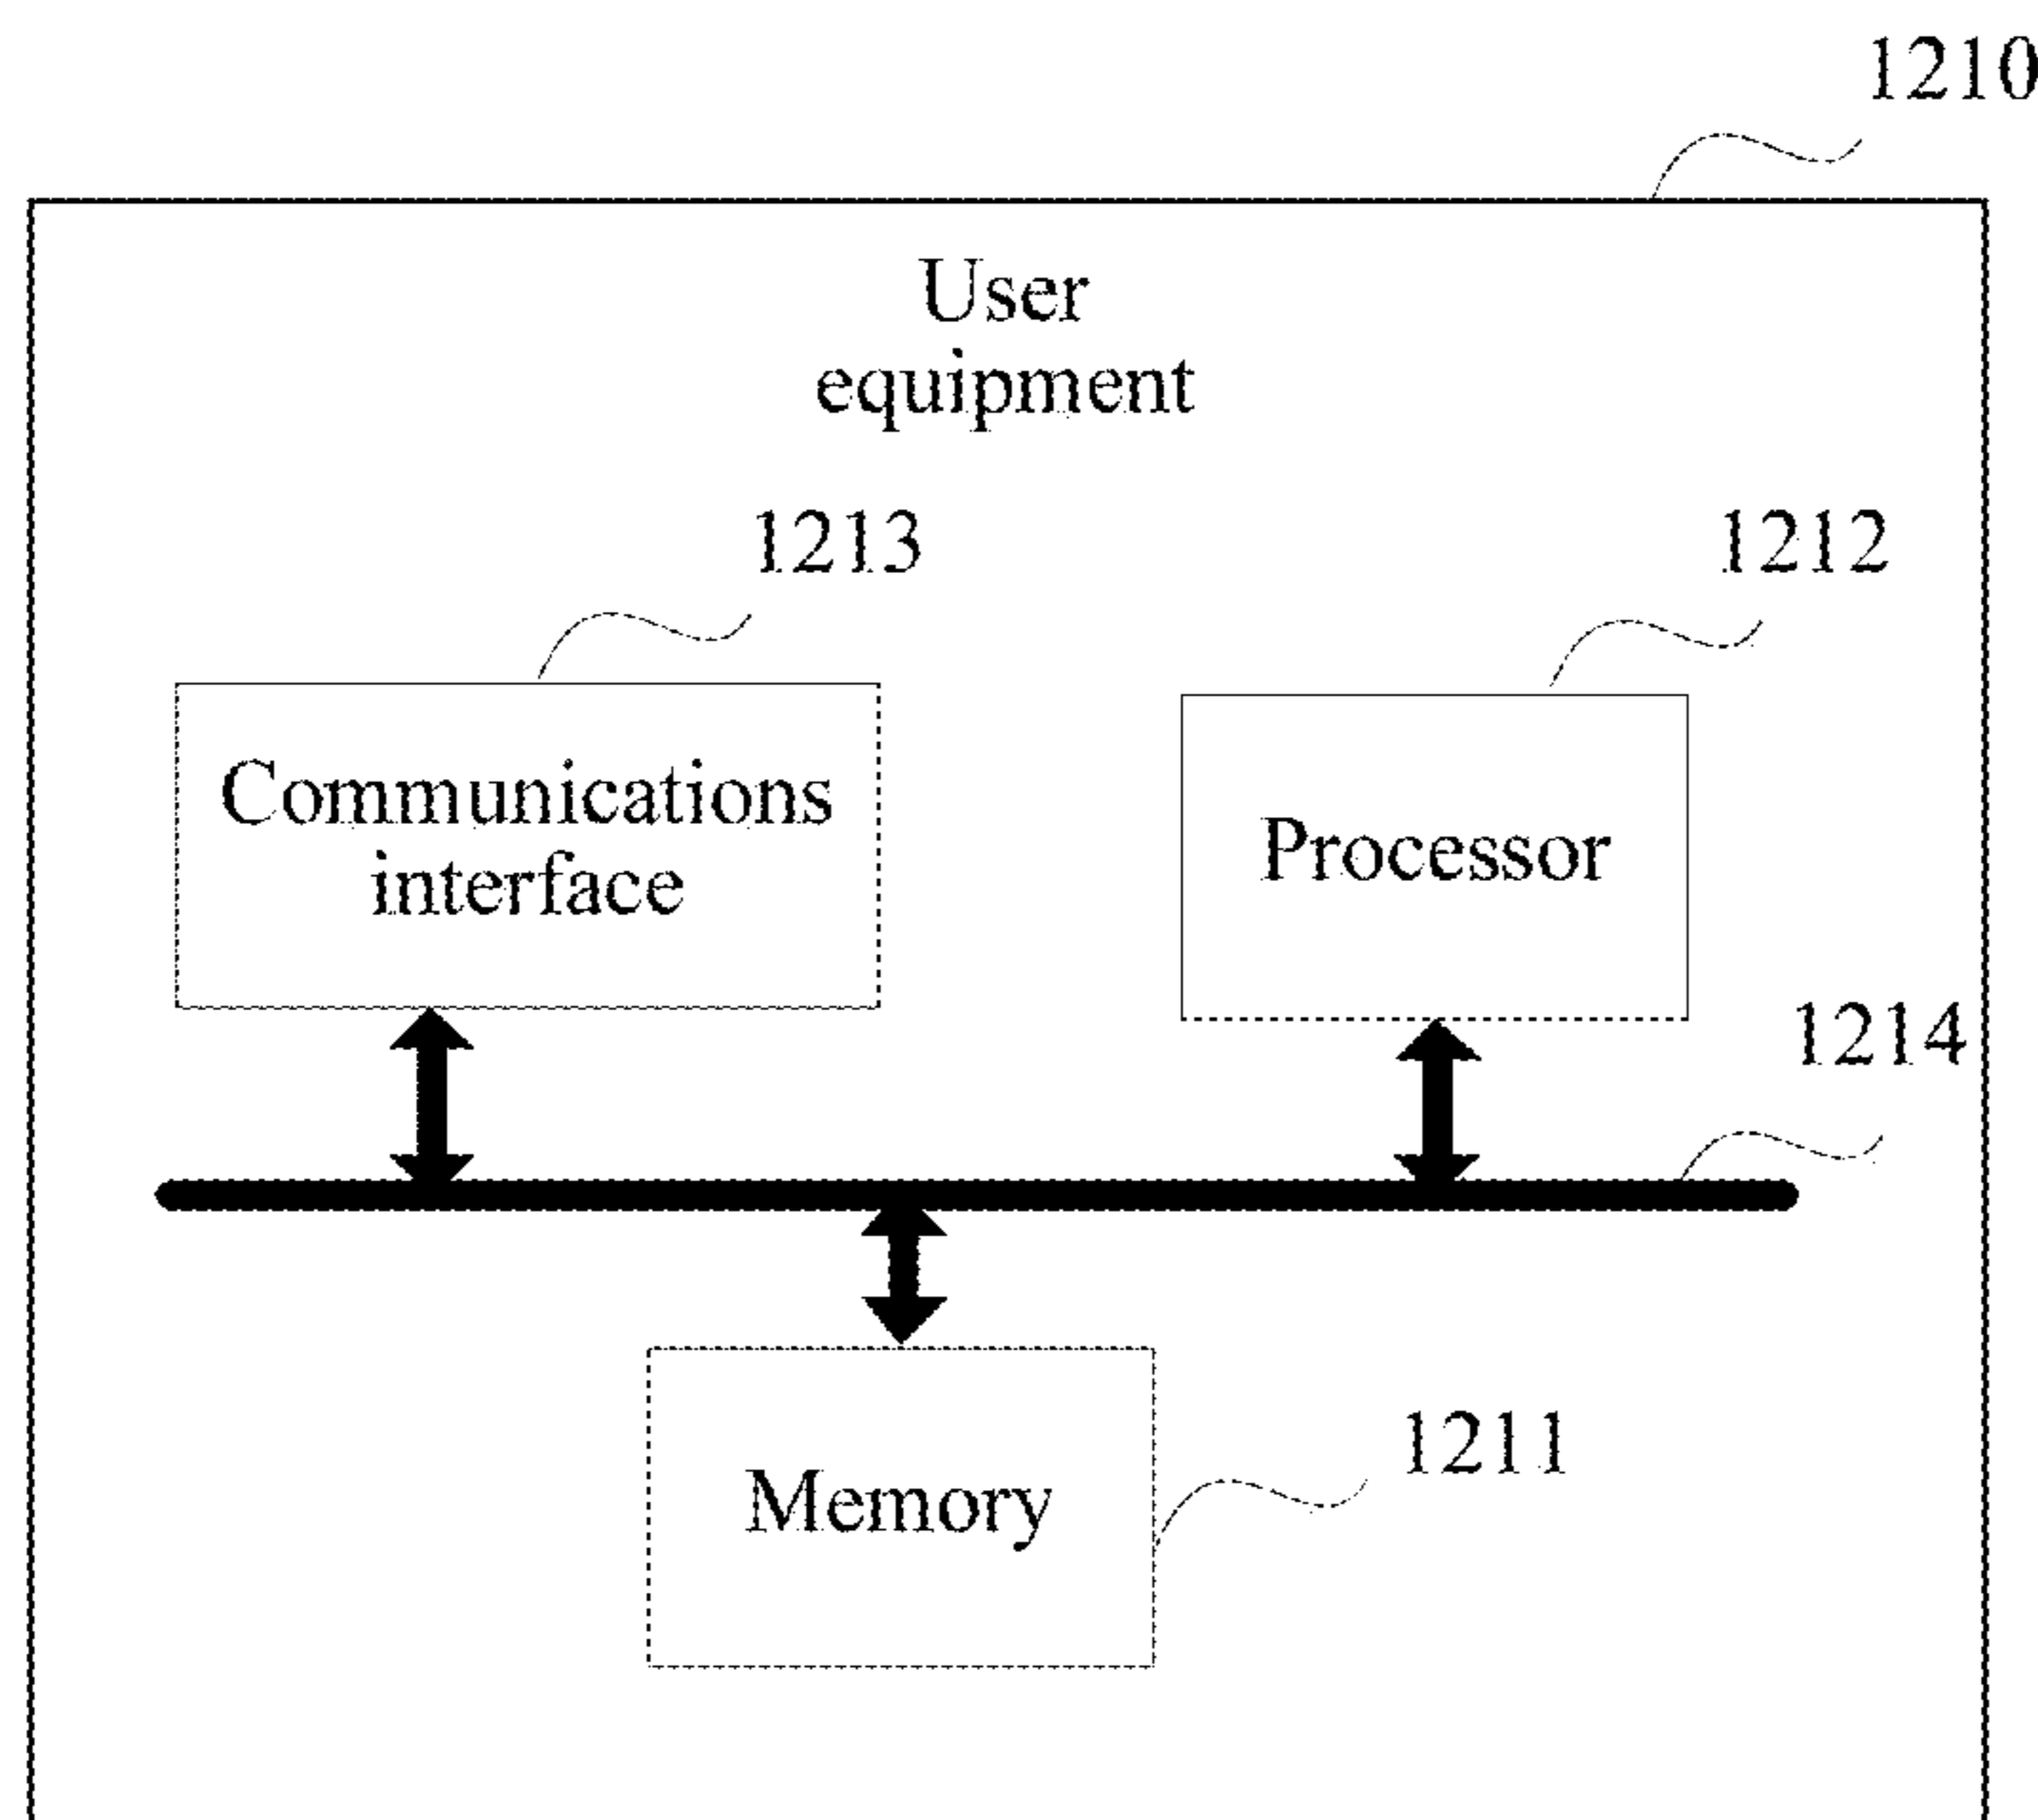 1210
User
equipment
1213
1212
Communications
interface
Processor
1214
1211
Memory